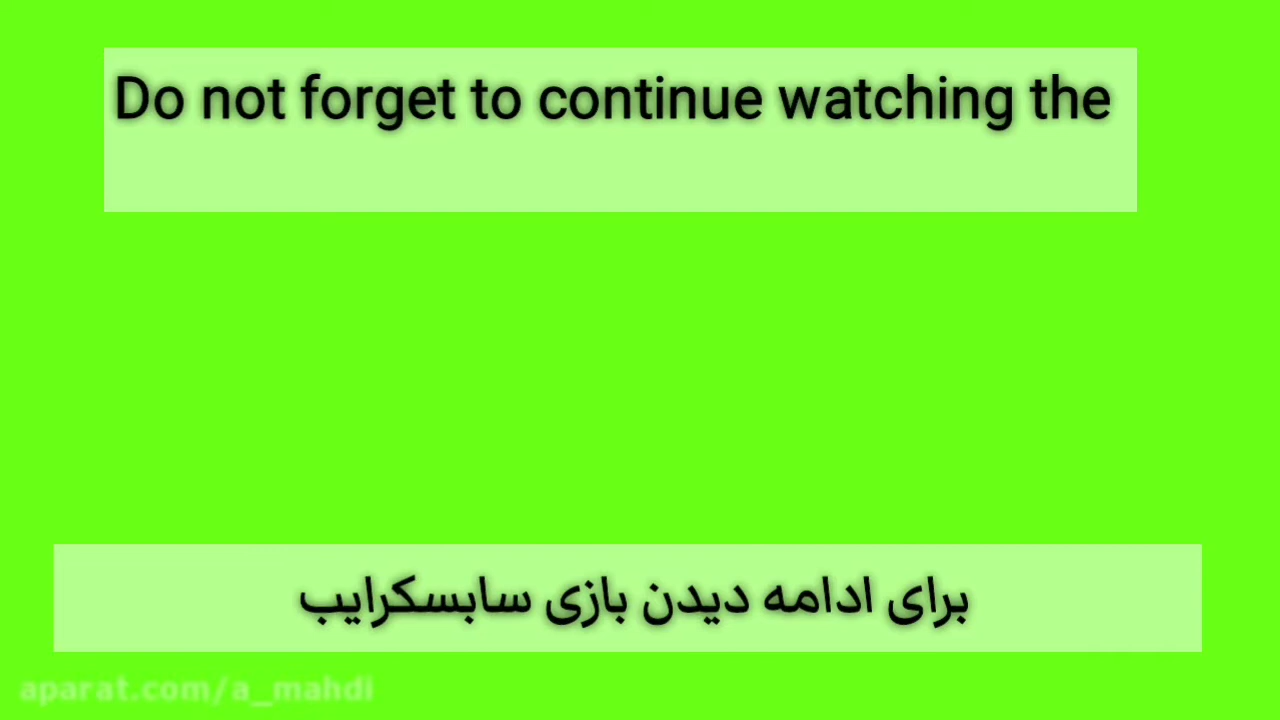 Do not forget to continue watching the
برای ادامه دیدن بازی سابسکرایب
aparat.com/a_mahdi